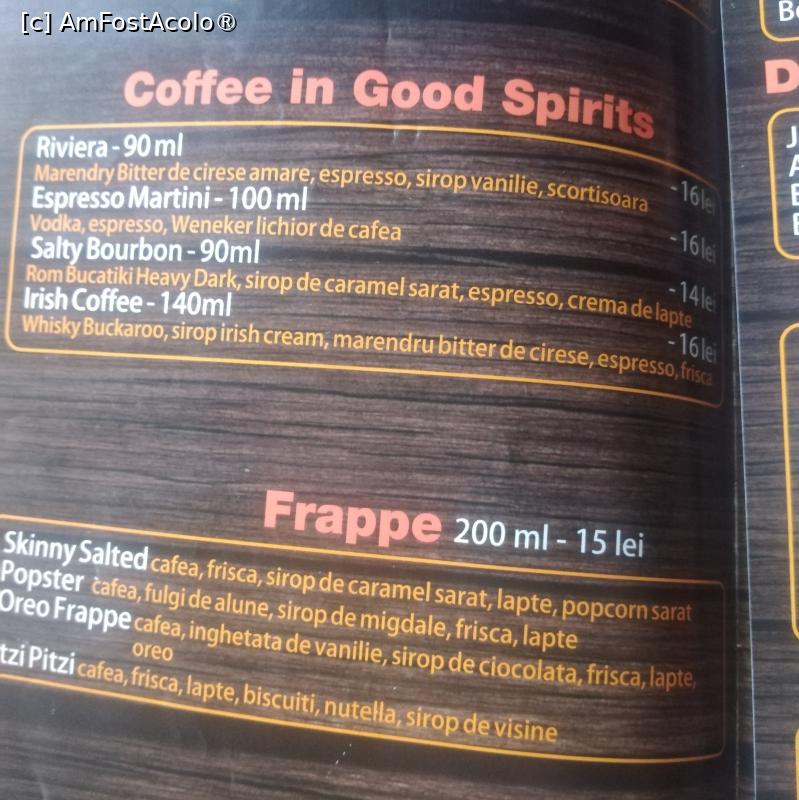 [c] AmFostAcolo®
Coffee in Good Spirits
Riviera - 90 ml - 16 lei
Marendry Bitter de cirese amare, espresso, sirop vanilie, scortisoara
Espresso Martini - 100 ml - 16 lei
Vodka, espresso, Weneker lichior de cafea
Salty Bourbon - 90ml - 14 lei
Rom Bucatiki Heavy Dark, sirop de caramel sarat, espresso, crema de lapte
Irish Coffee - 140ml - 16 lei
Whisky Buckaroo, sirop irish cream, marendru bitter de cirese, espresso, frisca
Frappe 200 ml - 15 lei
Skinny Salted cafea, frisca, sirop de caramel sarat, lapte, popcorn sarat
Popster cafea, fulgi de alune, sirop de migdale, frisca, lapte
Oreo Frappe cafea, inghetata de vanilie, sirop de ciocolata, frisca, lapte,
oreo
tzi Pitzi cafea, frisca, lapte, biscuiti, nutella, sirop de visine